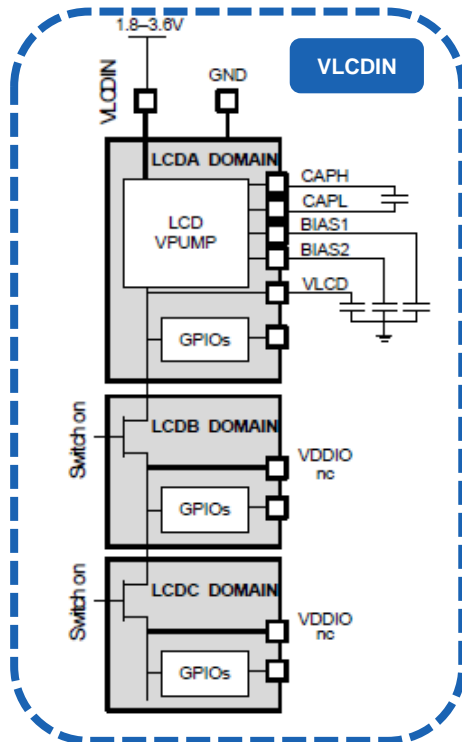 1.8–3.6V
VLCDIN
VLCDIN
GND
LCDA DOMAIN
LCD
VPUMP
CAPH
CAPL
BIAS1
BIAS2
VLCD
GPIOs
Switch on
LCDB DOMAIN
VDDIO
nc
GPIOs
Switch on
LCDC DOMAIN
VDDIO
nc
GPIOs